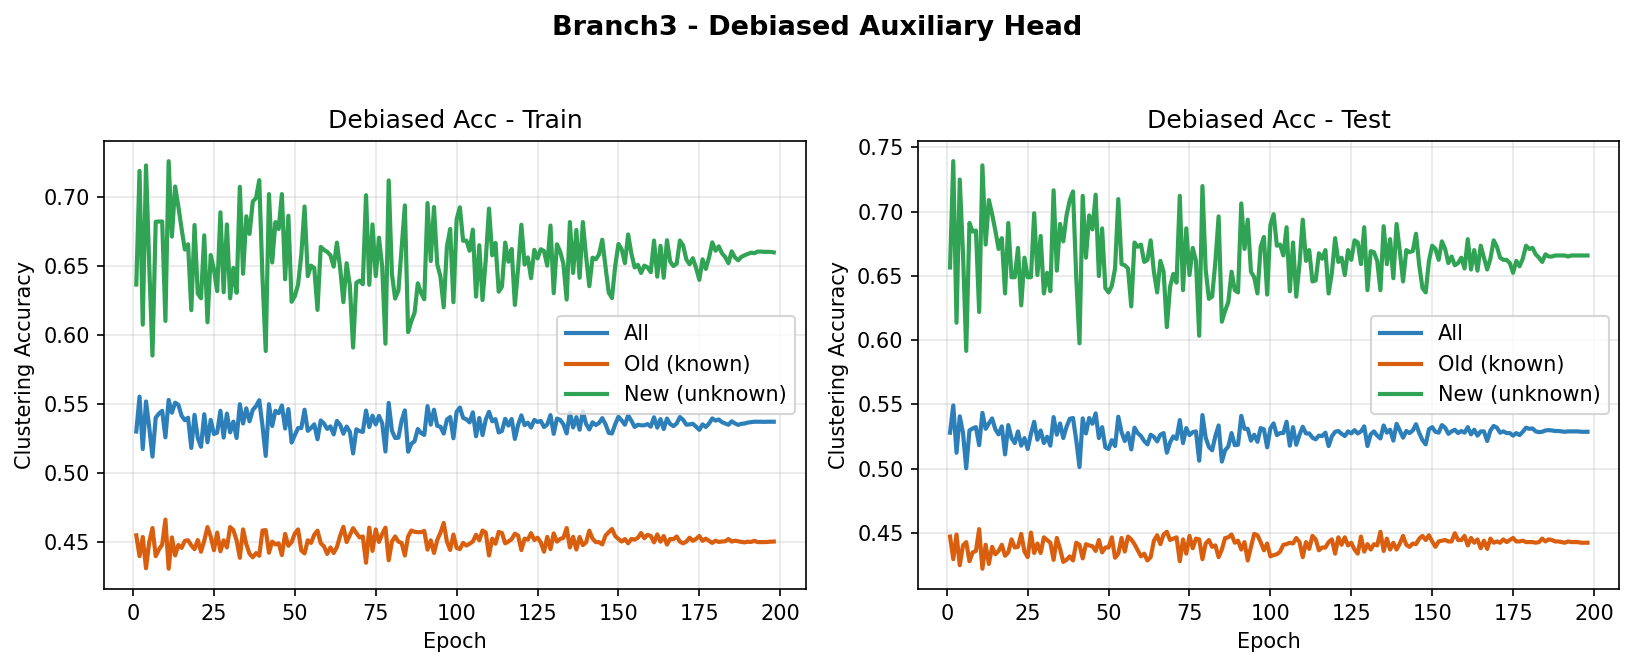 Branch3 - Debiased Auxiliary Head
Debiased Acc - Train
Clustering Accuracy
0.70
0.65
0.60
0.55
0.50
0.45
All
Old (known)
New (unknown)
0 25 50 75 100 125 150 175 200
Epoch
Debiased Acc - Test
Clustering Accuracy
0.75
0.70
0.65
0.60
0.55
0.50
0.45
All
Old (known)
New (unknown)
0 25 50 75 100 125 150 175 200
Epoch